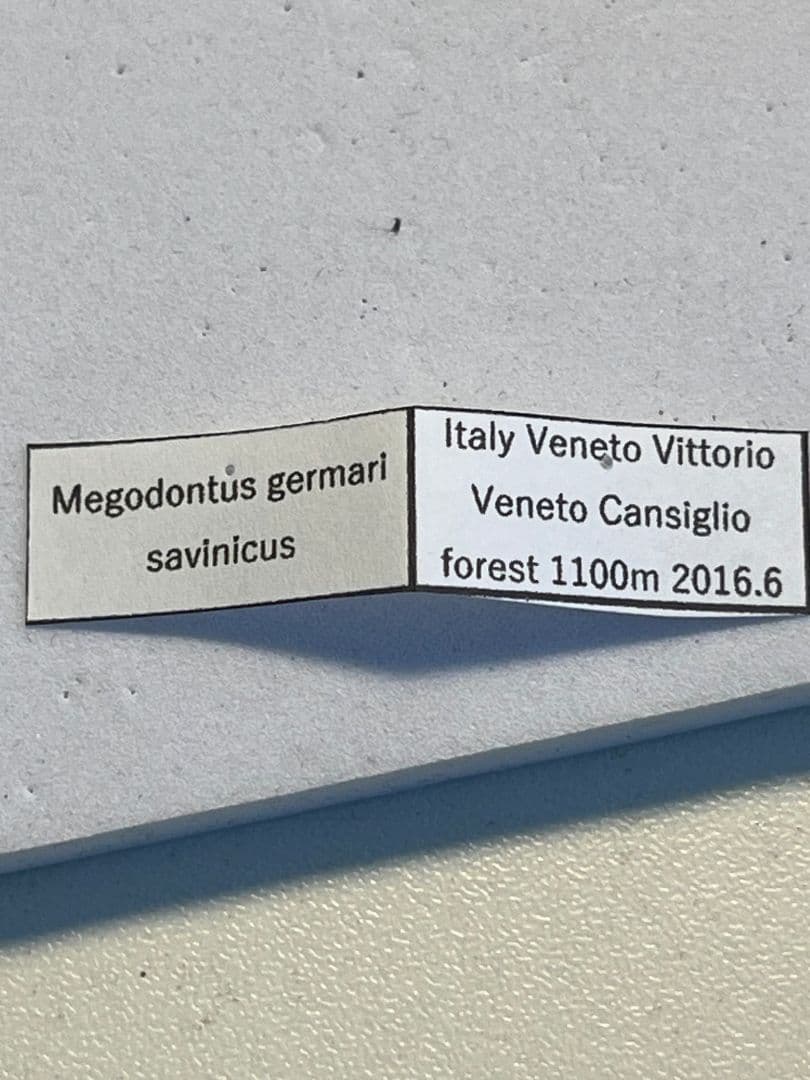 Megodontus germari
savinicus
Italy Veneto Vittorio
Veneto Cansiglio
forest 1100m 2016.6